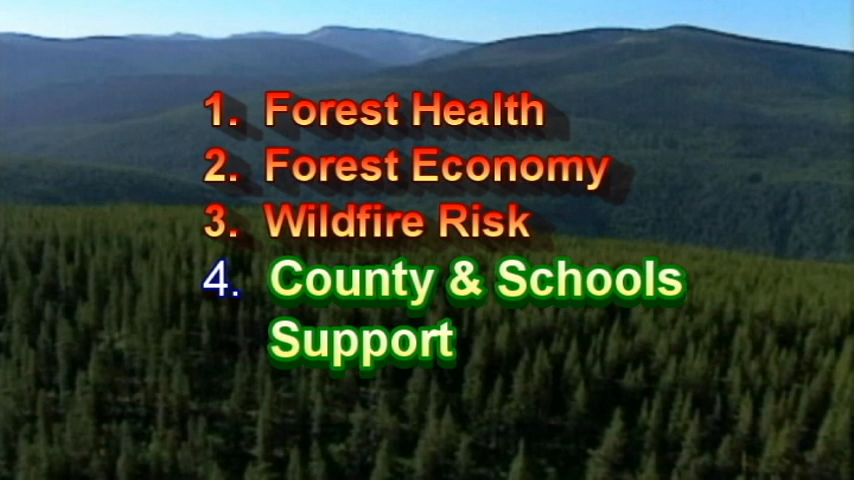 1. Forest Health
2. Forest Economy
3. Wildfire Risk
4. County & Schools
Support